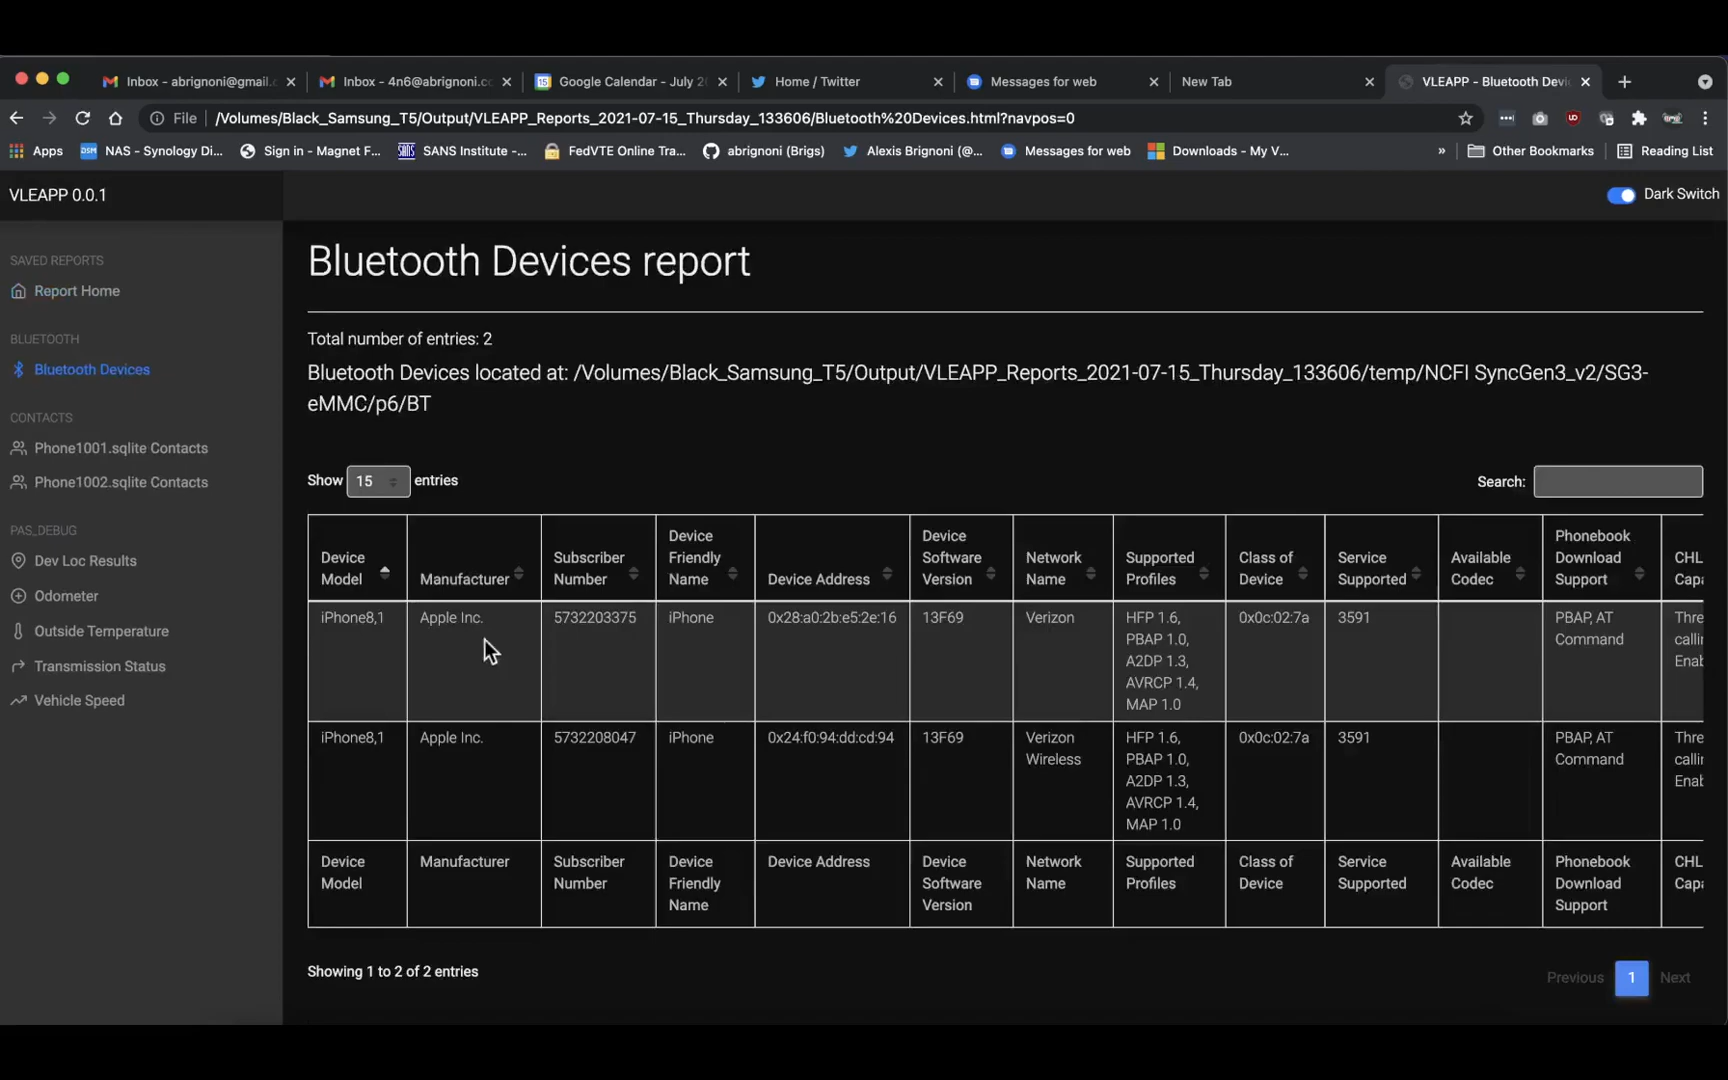 Inbox - abrignoni@gmail.c
Inbox - 4n6@abrignoni.co
Google Calendar - July 2
Home / Twitter
Messages for web
New Tab
VLEAPP - Bluetooth Devi
File
/Volumes/Black_Samsung_T5/Output/VLEAPP_Reports_2021-07-15_Thursday_133606/Bluetooth%20Devices.html?navpos=0
Apps
NAS - Synology Di...
Sign in - Magnet F...
SANS Institute -...
FedVTE Online Tra...
abrignoni (Brigs)
Alexis Brignoni (@...
Messages for web
Downloads - My V...
»
Other Bookmarks
Reading List
VLEAPP 0.0.1
Dark Switch
SAVED REPORTS
Report Home
BLUETOOTH
Bluetooth Devices
CONTACTS
Phone1001.sqlite Contacts
Phone1002.sqlite Contacts
PAS_DEBUG
Dev Loc Results
Odometer
Outside Temperature
Transmission Status
Vehicle Speed
Bluetooth Devices report
Total number of entries: 2
Bluetooth Devices located at: /Volumes/Black_Samsung_T5/Output/VLEAPP_Reports_2021-07-15_Thursday_133606/temp/NCFI SyncGen3_v2/SG3-
eMMC/p6/BT
Show 15 entries
Search:
Device
Model
Manufacturer
Subscriber
Number
Device
Friendly
Name
Device Address
Device
Software
Version
Network
Name
Supported
Profiles
Class of
Device
Service
Supported
Available
Codec
Phonebook
Download
Support
CHL
Capa
iPhone8,1
Apple Inc.
5732203375
iPhone
0x28:a0:2b:e5:2e:16
13F69
Verizon
HFP 1.6,
PBAP 1.0,
A2DP 1.3,
AVRCP 1.4,
MAP 1.0
0x0c:02:7a
3591
PBAP, AT
Command
Thre
callin
Enab
iPhone8,1
Apple Inc.
5732208047
iPhone
0x24:f0:94:dd:cd:94
13F69
Verizon
Wireless
HFP 1.6,
PBAP 1.0,
A2DP 1.3,
AVRCP 1.4,
MAP 1.0
0x0c:02:7a
3591
PBAP, AT
Command
Thre
callin
Enab
Device
Model
Manufacturer
Subscriber
Number
Device
Friendly
Name
Device Address
Device
Software
Version
Network
Name
Supported
Profiles
Class of
Device
Service
Supported
Available
Codec
Phonebook
Download
Support
CHL
Capa
Showing 1 to 2 of 2 entries
Previous 1 Next